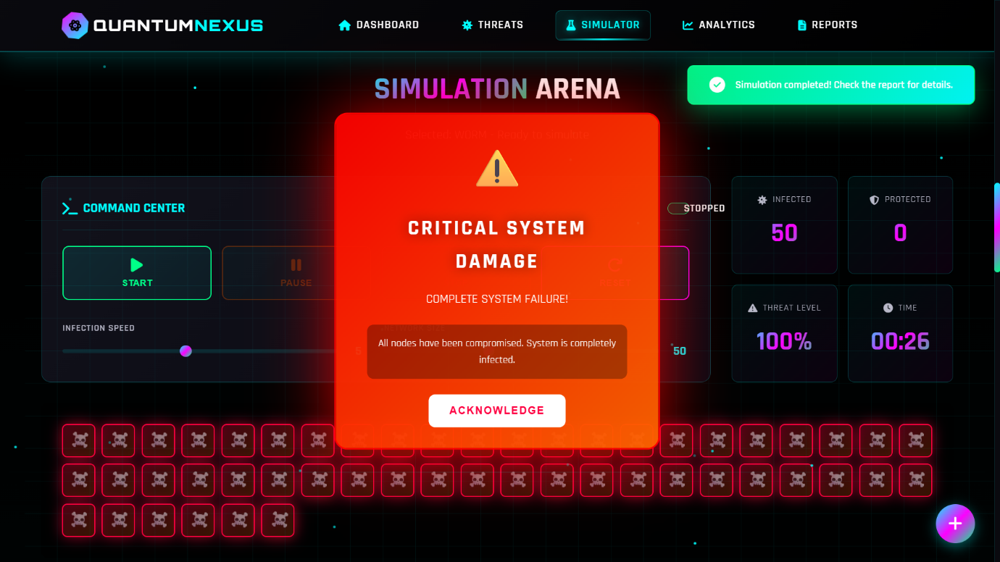 QUANTUMNEXUS
DASHBOARD
THREATS
SIMULATOR
ANALYTICS
REPORTS
SIMULATION ARENA
Simulation completed! Check the report for details.
Selected: WORM - Ready to simulate
COMMAND CENTER
STOPPED
START
PAUSE
RESET
INFECTION SPEED
5
NETWORK SIZE
50
CRITICAL SYSTEM
DAMAGE
COMPLETE SYSTEM FAILURE!
All nodes have been compromised. System is completely
infected.
ACKNOWLEDGE
INFECTED
50
PROTECTED
0
THREAT LEVEL
100%
TIME
00:26